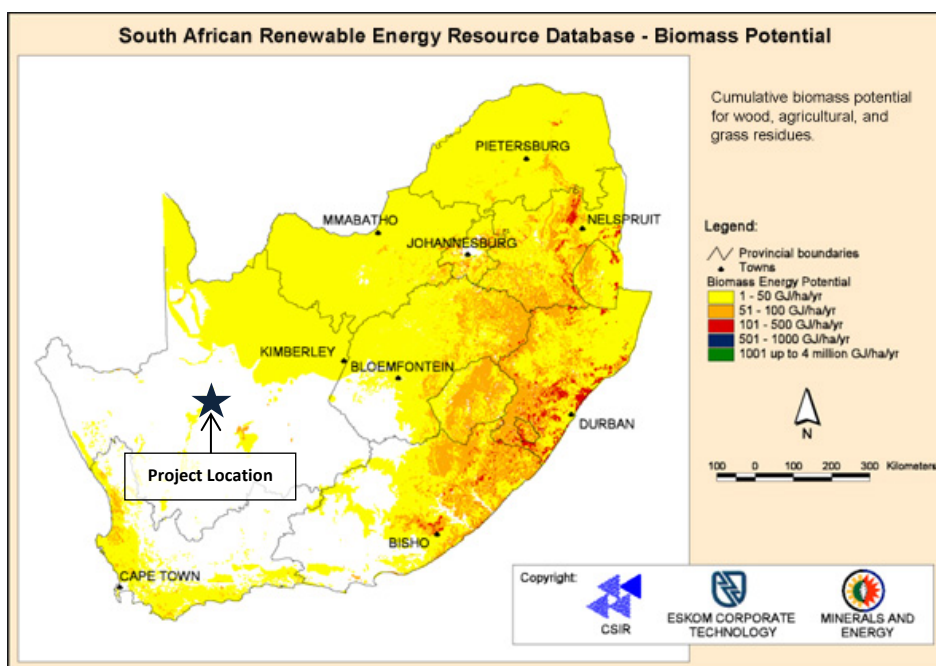 South African Renewable Energy Resource Database - Biomass Potential
Cumulative biomass potential
for wood, agricultural, and
grass residues.
PIETERSBURG
MMABATHO
NELSPRUIT
JOHANNESBURG
KIMBERLEY
BLOEMFONTEIN
DURBAN
Project Location
BISHO
CAPE TOWN
Legend:
Provincial boundaries
Towns
Biomass Energy Potential
1 - 50 GJ/ha/yr
51 - 100 GJ/ha/yr
101 - 500 GJ/ha/yr
501 - 1000 GJ/ha/yr
1001 up to 4 million GJ/ha/yr
N
100 0 100 200 300 Kilometers
Copyright:
CSIR
ESKOM CORPORATE
TECHNOLOGY
MINERALS AND
ENERGY